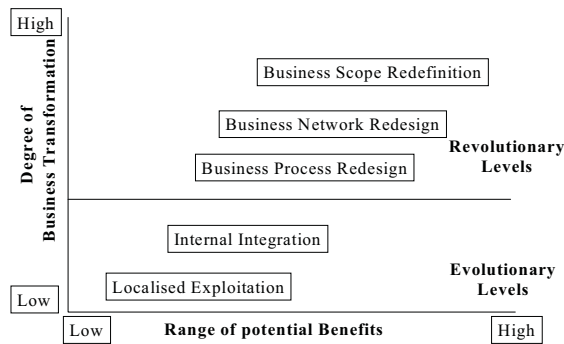 High
Business Scope Redefinition
Degree of
Business Transformation
Business Network Redesign
Revolutionary
Levels
Business Process Redesign
Internal Integration
Evolutionary
Levels
Localised Exploitation
Low
Low
Range of potential Benefits
High